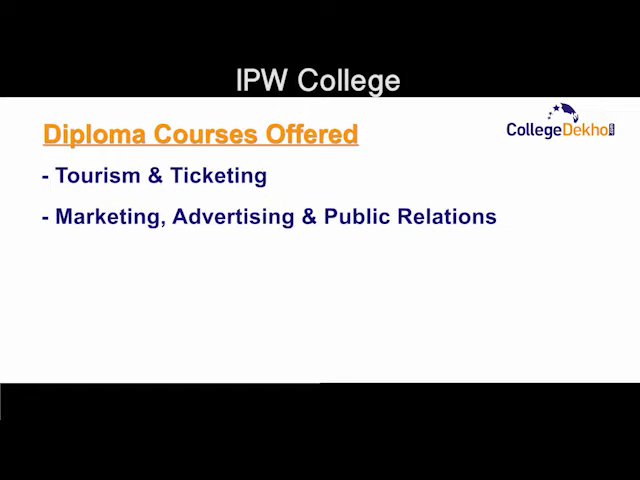 IPW College
Diploma Courses Offered
CollegeDekho
- Tourism & Ticketing
- Marketing, Advertising & Public Relations